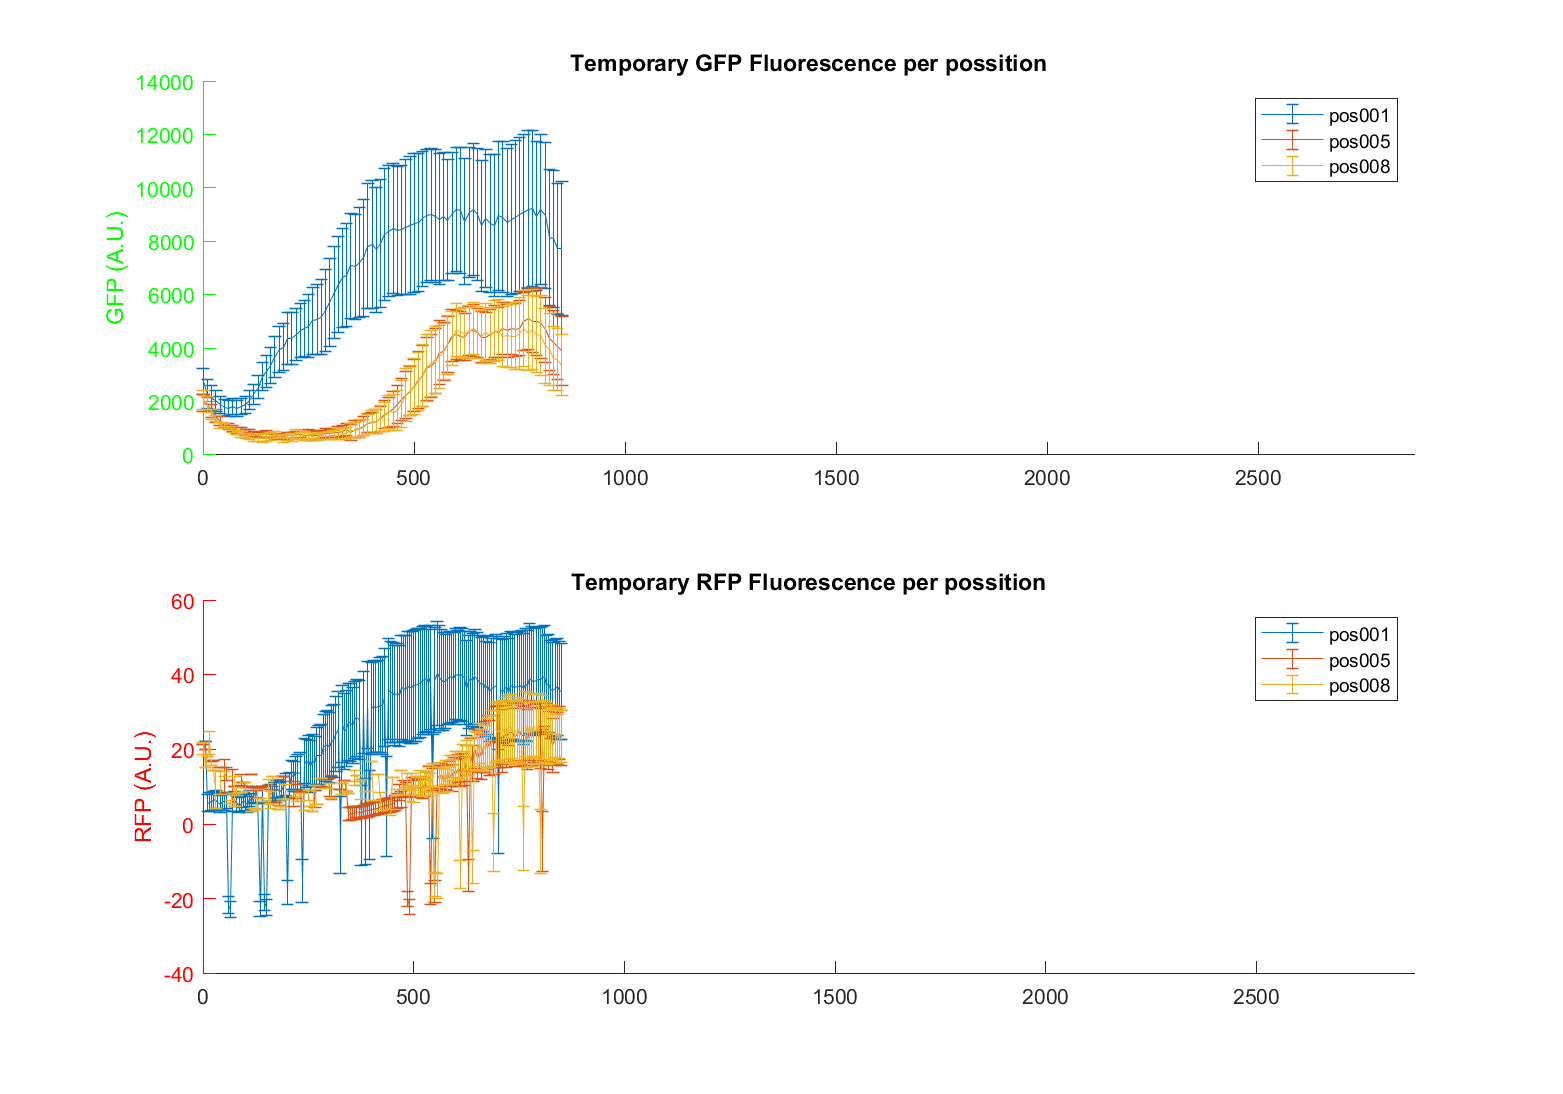 Temporary GFP Fluorescence per possition
14000
12000
10000
8000
6000
4000
2000
0
GFP (A.U.)
0 500 1000 1500 2000 2500
pos001
pos005
pos008
Temporary RFP Fluorescence per possition
60
40
20
0
-20
-40
RFP (A.U.)
0 500 1000 1500 2000 2500
pos001
pos005
pos008